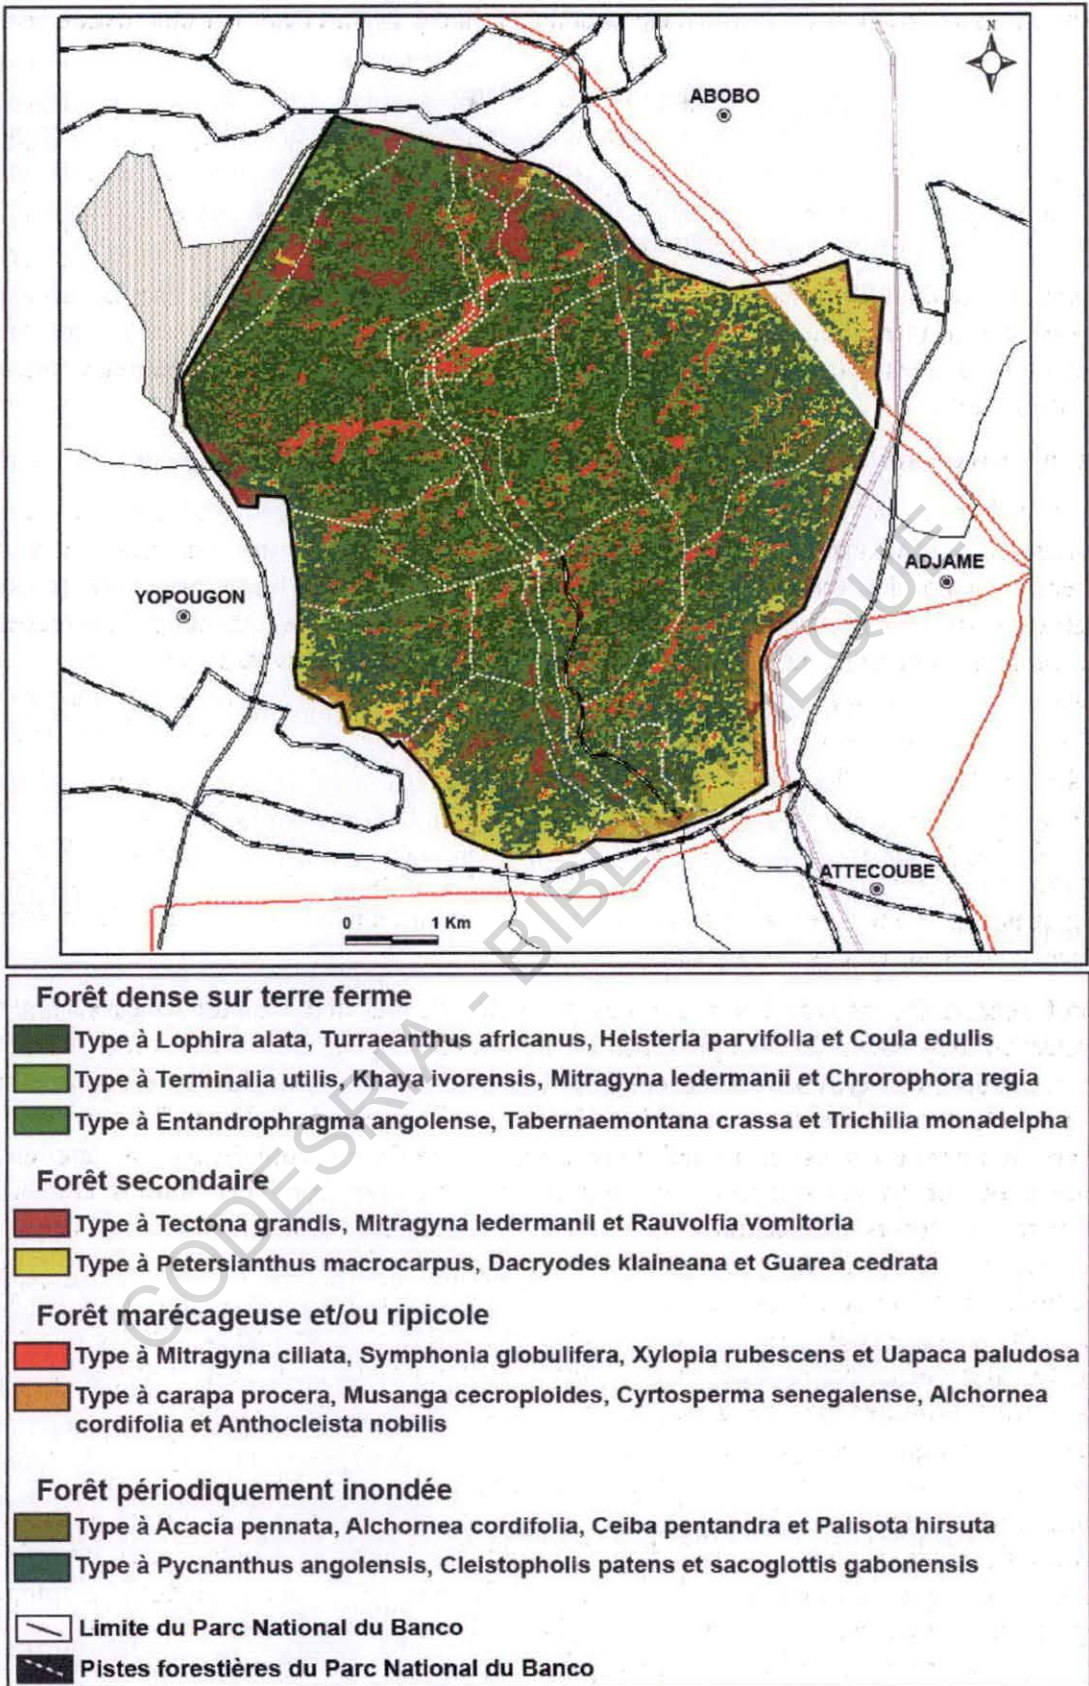 N
ABOBO
ADJAME
YOPOUGON
ATTECOUBE
0 1 Km
Forêt dense sur terre ferme
Type à Lophira alata, Turraeanthus africanus, Heisteria parvifolia et Coula edulis
Type à Terminalia utilis, Khaya ivorensis, Mitragyna ledermanii et Chrorophora regia
Type à Entandrophragma angolense, Tabernaemontana crassa et Trichilia monadelpha
Forêt secondaire
Type à Tectona grandis, Mitragyna ledermanii et Rauvolfia vomitoria
Type à Petersianthus macrocarpus, Dacryodes klaineana et Guarea cedrata
Forêt marécageuse et/ou ripicole
Type à Mitragyna ciliata, Symphonia globulifera, Xylopia rubescens et Uapaca paludosa
Type à carapa procera, Musanga cecropioides, Cyrtosperma senegalense, Alchornea
cordifolia et Anthocleista nobilis
Forêt périodiquement inondée
Type à Acacia pennata, Alchornea cordifolia, Ceiba pentandra et Palisota hirsuta
Type à Pycnanthus angolensis, Cleistopholis patens et sacoglottis gabonensis
Limite du Parc National du Banco
Pistes forestières du Parc National du Banco
CODESRIA - BIBLIOTHEQUE